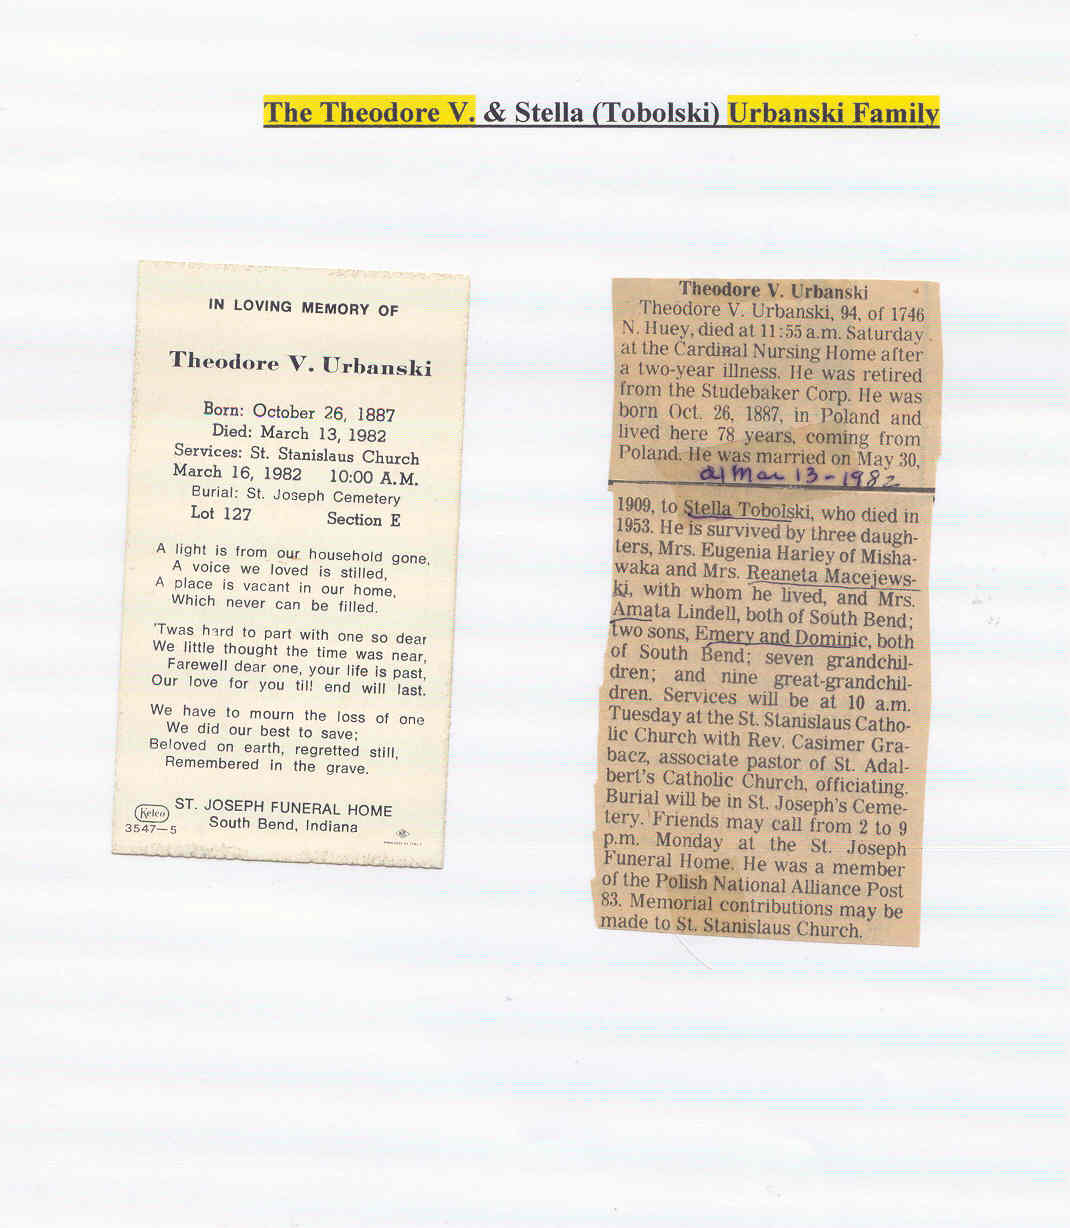 The Theodore V. & Stella (Tobolski) Urbanski Family
IN LOVING MEMORY OF
Theodore V. Urbanski
Born: October 26, 1887
Died: March 13, 1982
Services: St. Stanislaus Church
March 16, 1982 10:00 A.M.
Burial: St. Joseph Cemetery
Lot 127 Section E
A light is from our household gone,
A voice we loved is stilled,
A place is vacant in our home,
Which never can be filled.
'Twas hard to part with one so dear
We little thought the time was near,
Farewell dear one, your life is past,
Our love for you till end will last.
We have to mourn the loss of one
We did our best to save;
Beloved on earth, regretted still,
Remembered in the grave.
Kelco
3547—5
ST. JOSEPH FUNERAL HOME
South Bend, Indiana
Theodore V. Urbanski
Theodore V. Urbanski, 94, of 1746
N. Huey, died at 11:55 a.m. Saturday
at the Cardinal Nursing Home after
a two-year illness. He was retired
from the Studebaker Corp. He was
born Oct. 26, 1887, in Poland and
lived here 78 years, coming from
Poland. He was married on May 30,
d/ Mar 13-1982
1909, to Stella Tobolski, who died in
1953. He is survived by three daugh-
ters, Mrs. Eugenia Harley of Misha-
waka and Mrs. Reaneta Macejews-
ki, with whom he lived, and Mrs.
Amata Lindell, both of South Bend;
two sons, Emery and Dominic, both
of South Bend; seven grandchil-
dren; and nine great-grandchil-
dren. Services will be at 10 a.m.
Tuesday at the St. Stanislaus Catho-
lic Church with Rev. Casimer Gra-
bacz, associate pastor of St. Adal-
bert's Catholic Church, officiating.
Burial will be in St. Joseph's Ceme-
tery. Friends may call from 2 to 9
p.m. Monday at the St. Joseph
Funeral Home. He was a member
of the Polish National Alliance Post
83. Memorial contributions may be
made to St. Stanislaus Church.